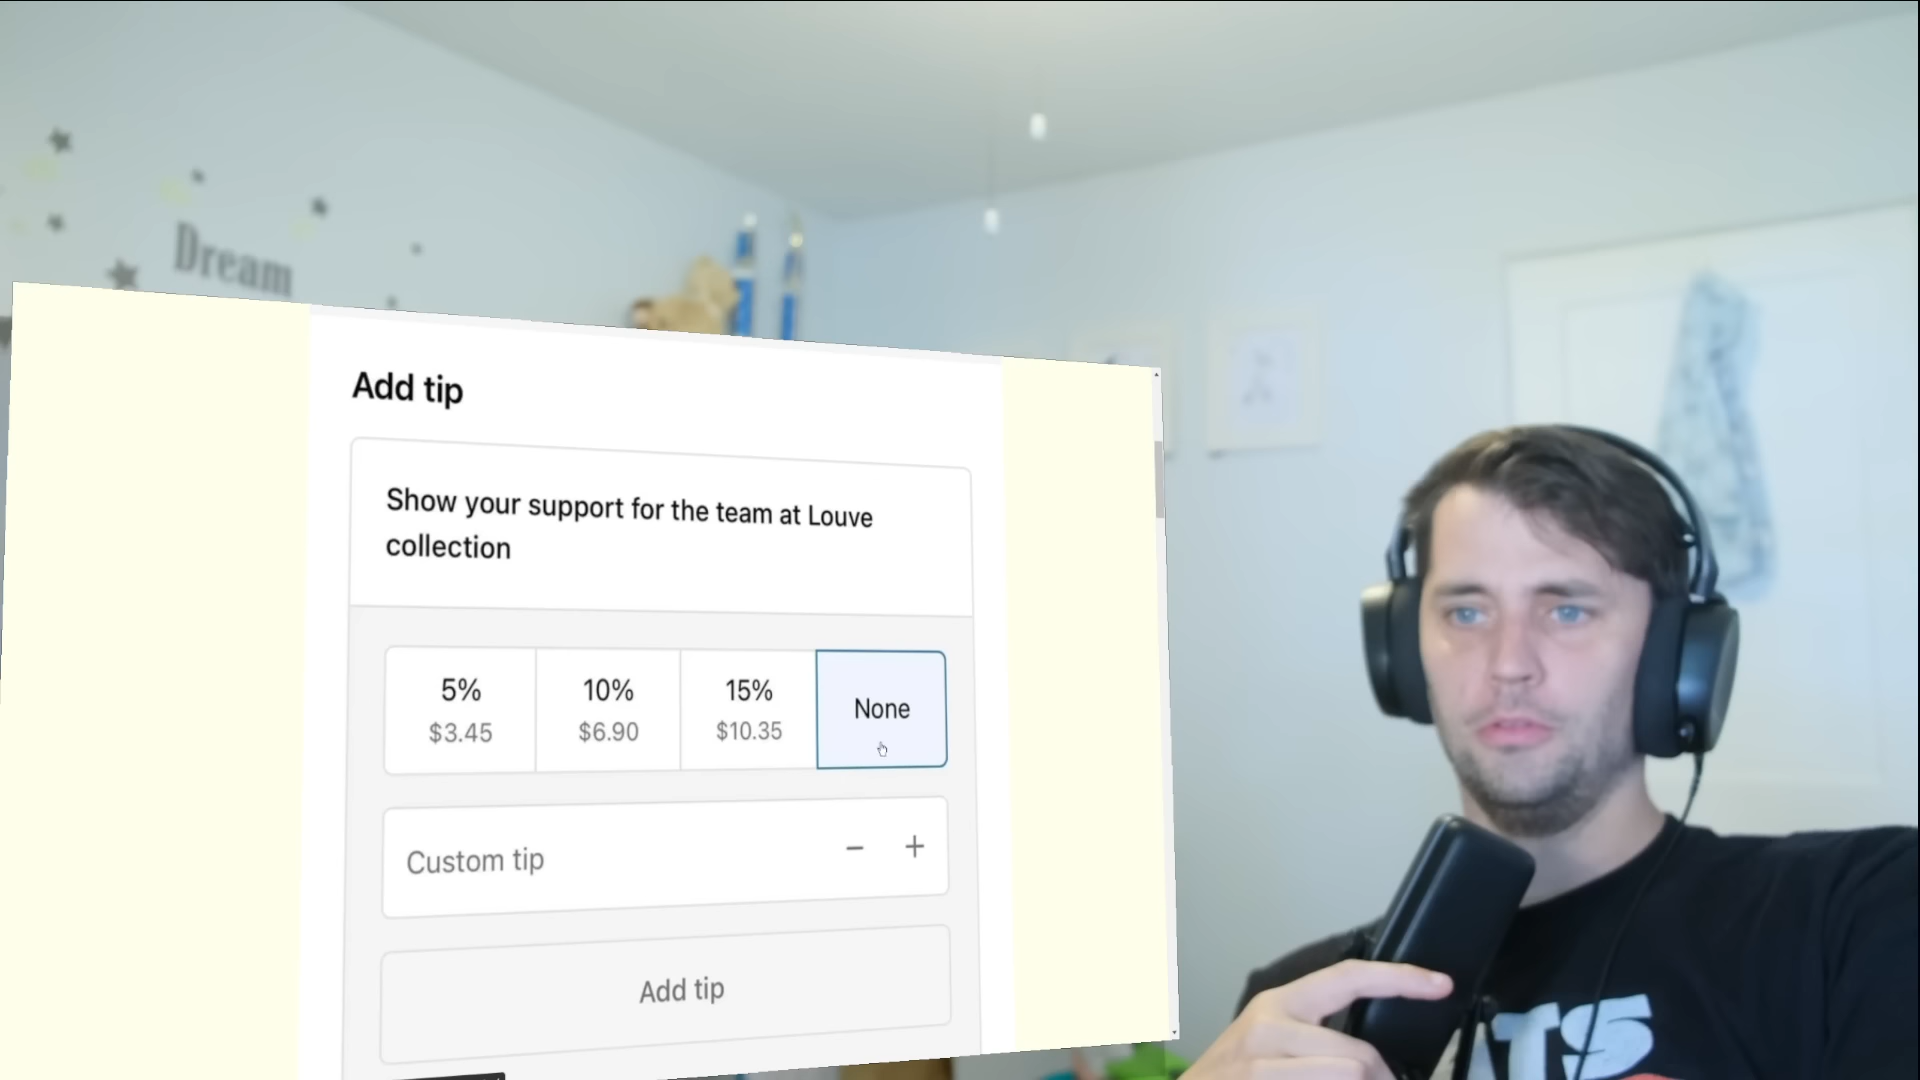 Dream
Add tip
Show your support for the team at Louve
collection
5%
$3.45
10%
$6.90
15%
$10.35
None
Custom tip
Add tip